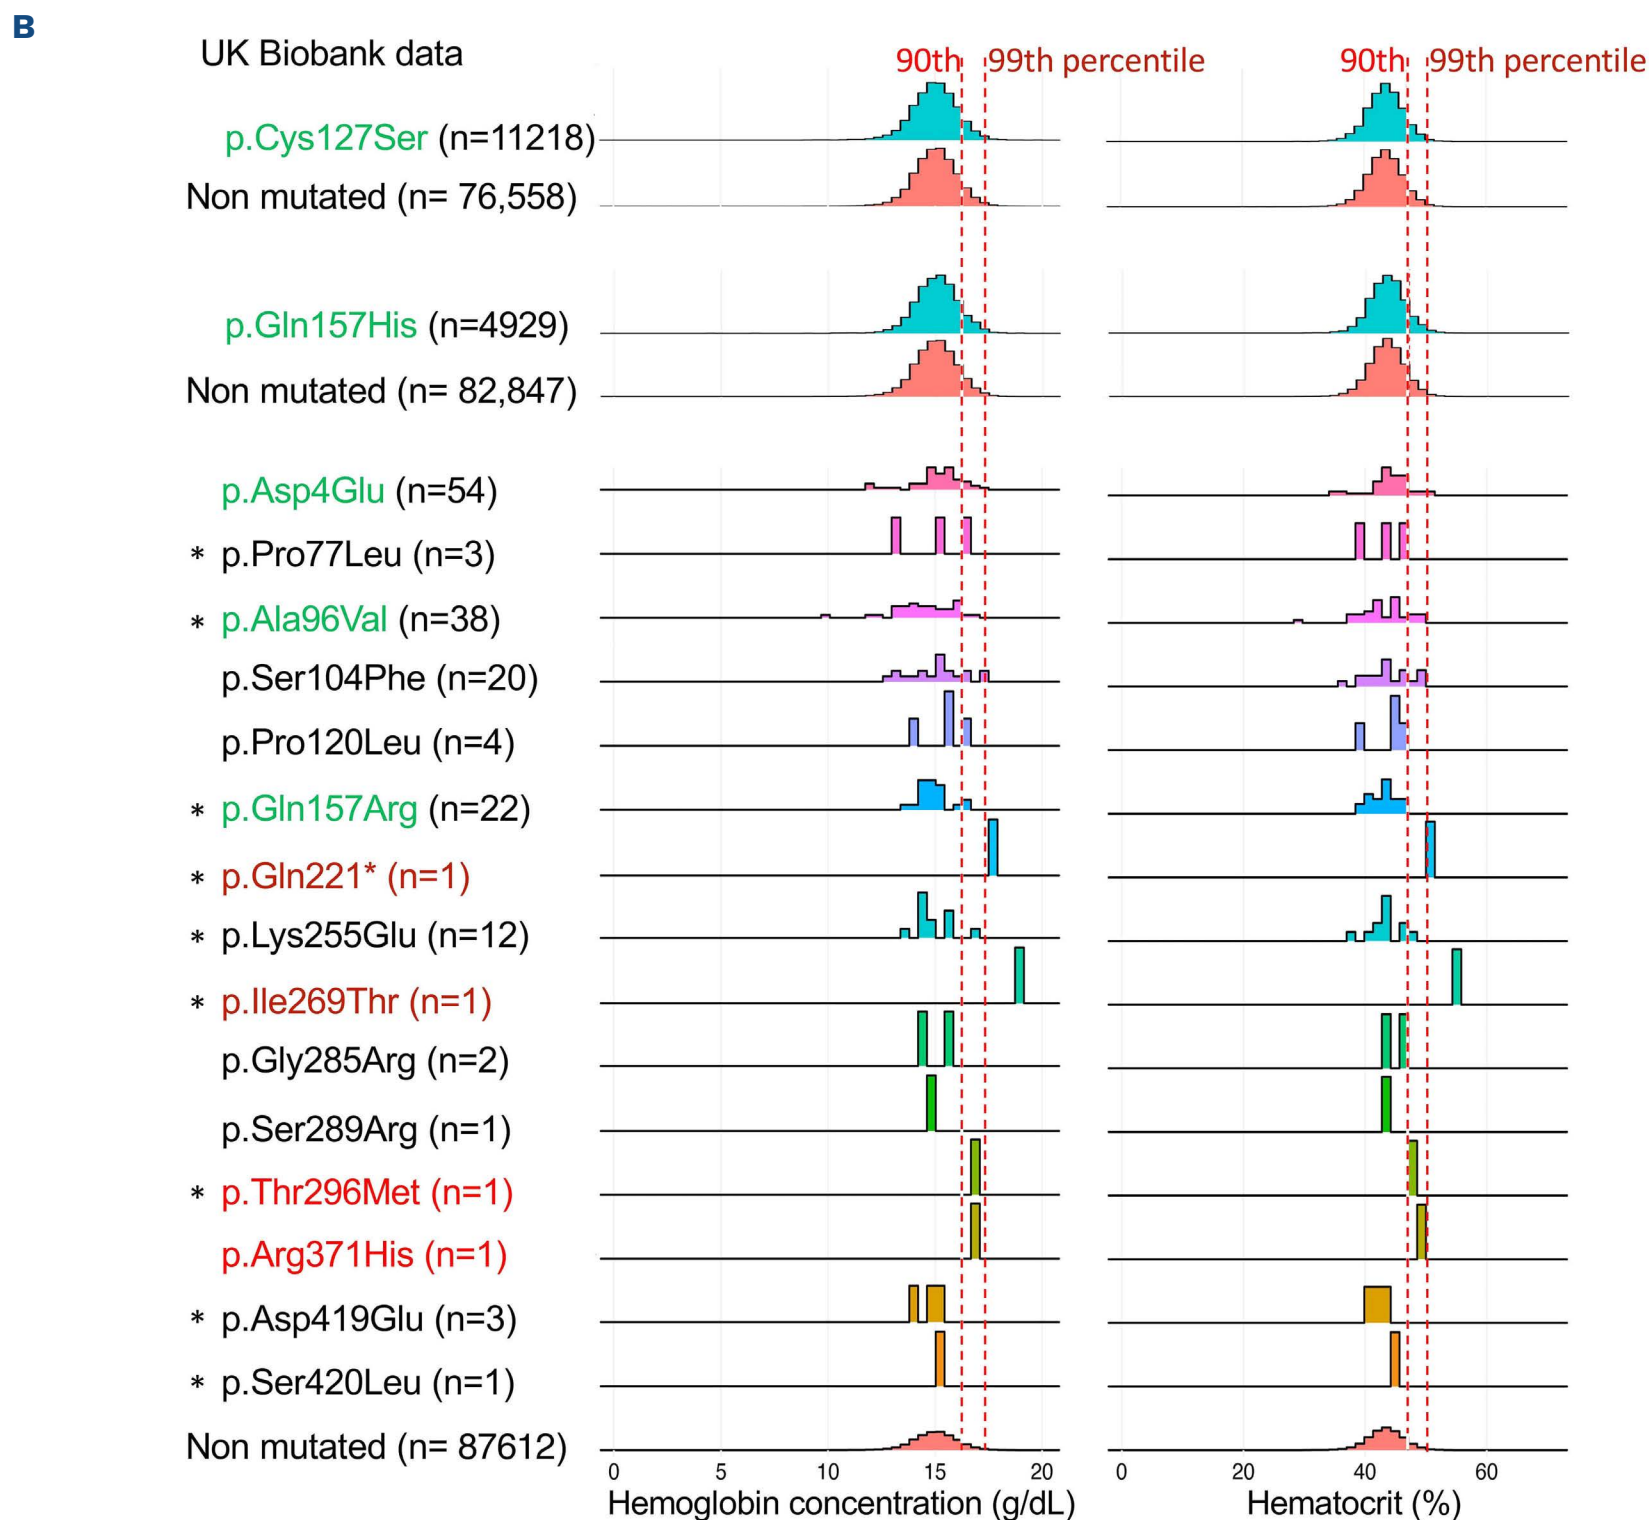 B
UK Biobank data
90th 99th percentile
90th 99th percentile
p.Cys127Ser (n=11218)
Non mutated (n= 76,558)
p.Gln157His (n=4929)
Non mutated (n= 82,847)
p.Asp4Glu (n=54)
* p.Pro77Leu (n=3)
* p.Ala96Val (n=38)
p.Ser104Phe (n=20)
p.Pro120Leu (n=4)
* p.Gln157Arg (n=22)
* p.Gln221* (n=1)
* p.Lys255Glu (n=12)
* p.Ile269Thr (n=1)
p.Gly285Arg (n=2)
p.Ser289Arg (n=1)
* p.Thr296Met (n=1)
p.Arg371His (n=1)
* p.Asp419Glu (n=3)
* p.Ser420Leu (n=1)
Non mutated (n= 87612)
0 5 10 15 20
0 20 40 60
Hemoglobin concentration (g/dL)
Hematocrit (%)